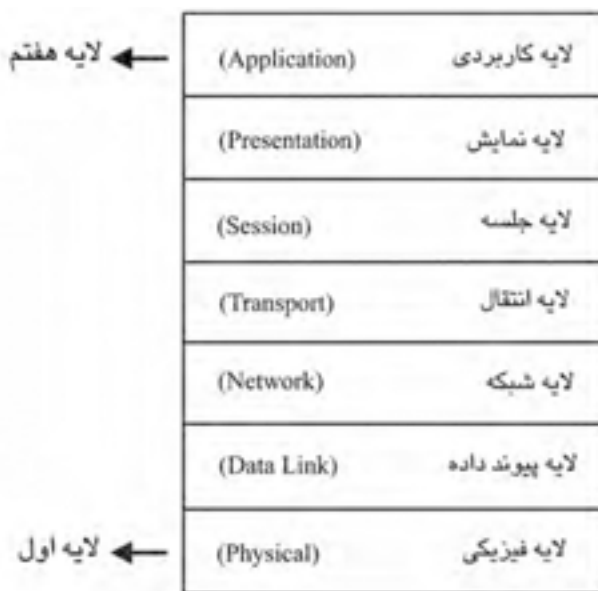 لایه کاربردی (Application) لایه هفتم
لایه نمایش (Presentation)
لایه جلسه (Session)
لایه انتقال (Transport)
لایه شبکه (Network)
لایه پیوند داده (Data Link)
لایه فیزیکی (Physical) لایه اول